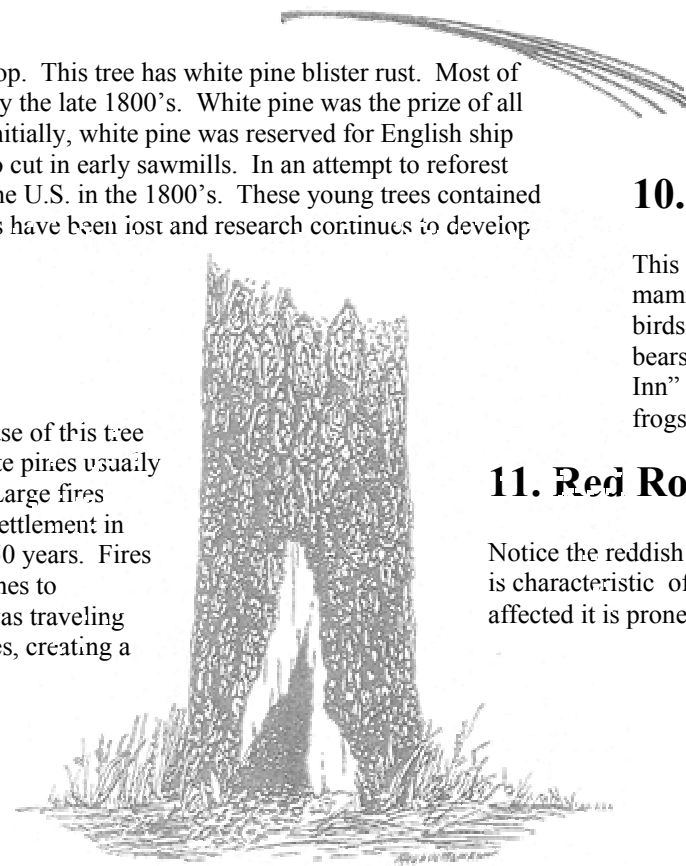 op. This tree has white pine blister rust. Most of
y the late 1800's. White pine was the prize of all
nitially, white pine was reserved for English ship
o cut in early sawmills. In an attempt to reforest
ne U.S. in the 1800's. These young trees contained
s have been lost and research continues to develop
se of this tree
te pines usually
Large fires
ettlement in
0 years. Fires
nes to
as traveling
es, creating a
10.
This
mam
birds
bears
Inn”
frogs
11. Red Ro
Notice the reddish
is characteristic of
affected it is prone